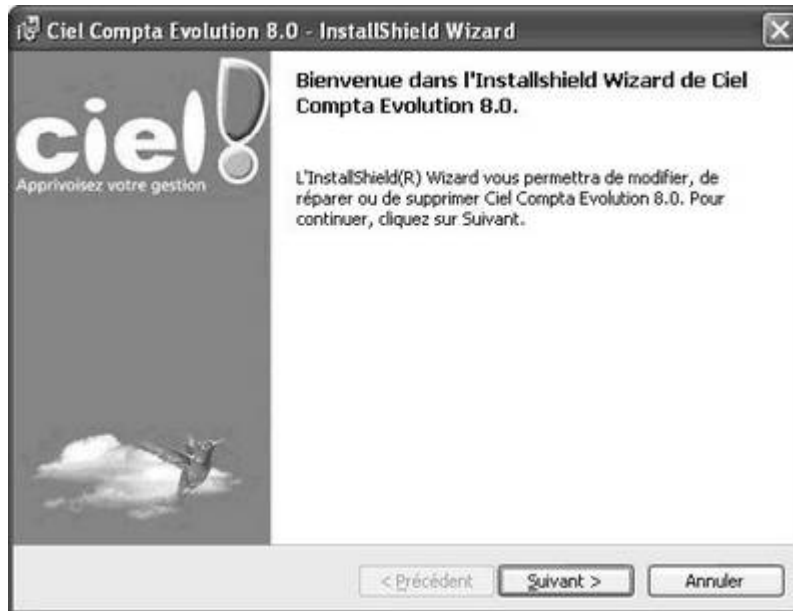 Ciel Compta Evolution 8.0 - InstallShield Wizard
ciel!
Apprivoisez votre gestion
Bienvenue dans l'Installshield Wizard de Ciel
Compta Evolution 8.0.
L'InstallShield(R) Wizard vous permettra de modifier, de
réparer ou de supprimer Ciel Compta Evolution 8.0. Pour
continuer, cliquez sur Suivant.
< Précédent
Suivant >
Annuler